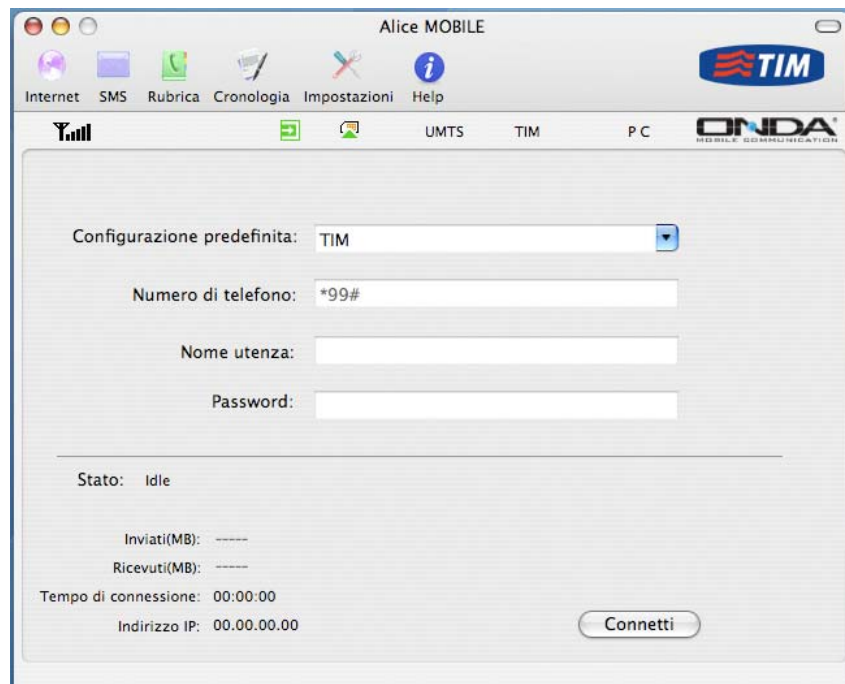 Alice MOBILE
TIM
Internet SMS Rubrica Cronologia Impostazioni Help
UMTS TIM P C ONDA
MOBILE COMMUNICATION
Configurazione predefinita: TIM
Numero di telefono: *99#
Nome utenza:
Password:
Stato: Idle
Inviati(MB): -----
Ricevuti(MB): -----
Tempo di connessione: 00:00:00
Indirizzo IP: 00.00.00.00
Connetti